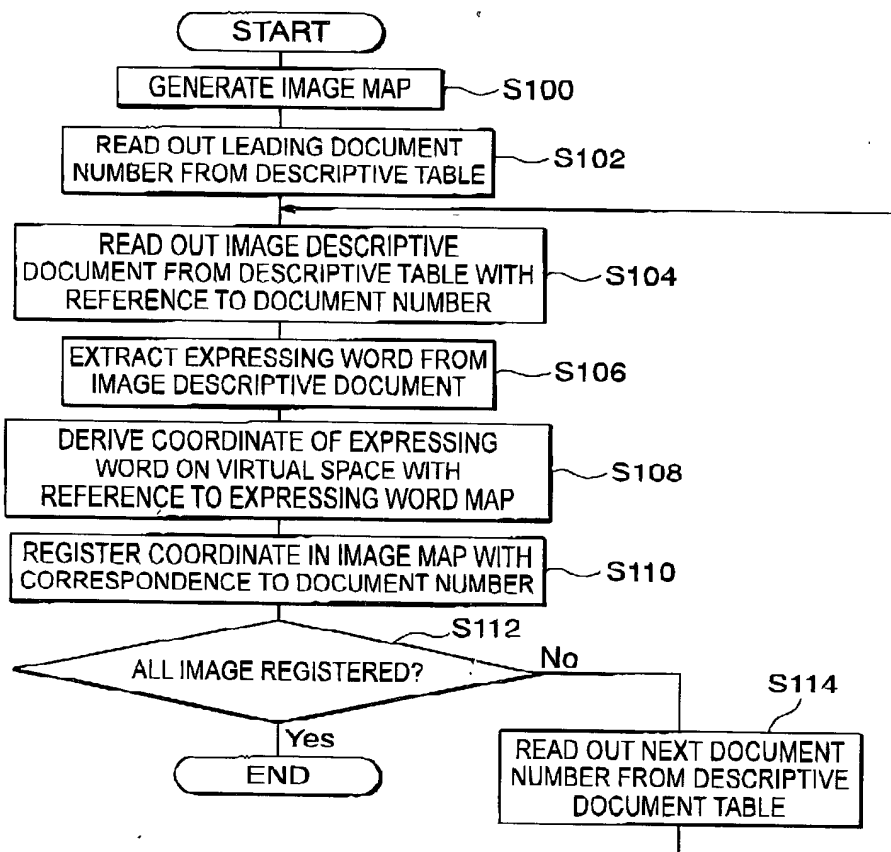 START
GENERATE IMAGE MAP
S100
READ OUT LEADING DOCUMENT
NUMBER FROM DESCRIPTIVE TABLE
S102
READ OUT IMAGE DESCRIPTIVE
DOCUMENT FROM DESCRIPTIVE TABLE WITH
REFERENCE TO DOCUMENT NUMBER
S104
EXTRACT EXPRESSING WORD FROM
IMAGE DESCRIPTIVE DOCUMENT
S106
DERIVE COORDINATE OF EXPRESSING
WORD ON VIRTUAL SPACE WITH
REFERENCE TO EXPRESSING WORD MAP
S108
REGISTER COORDINATE IN IMAGE MAP WITH
CORRESPONDENCE TO DOCUMENT NUMBER
S110
S112
ALL IMAGE REGISTERED?
No
Yes
END
S114
READ OUT NEXT DOCUMENT
NUMBER FROM DESCRIPTIVE
DOCUMENT TABLE